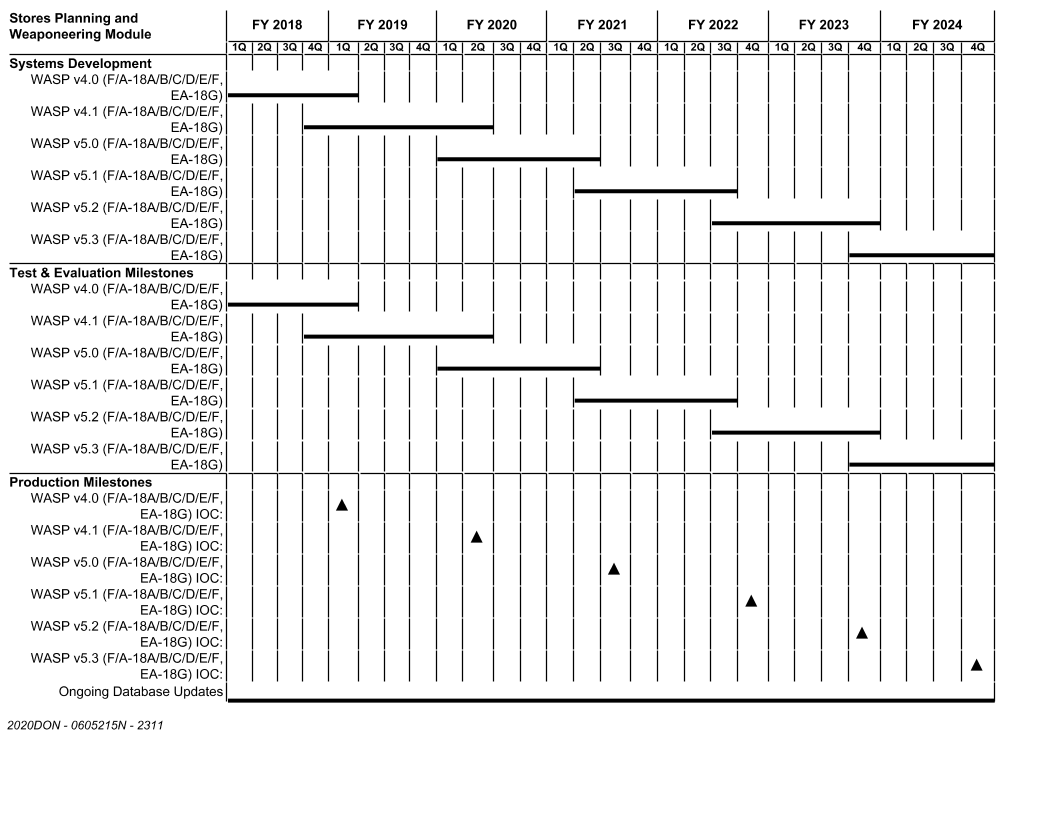 Stores Planning and
Weaponeering Module
FY 2018 FY 2019 FY 2020 FY 2021 FY 2022 FY 2023 FY 2024
1Q 2Q 3Q 4Q 1Q 2Q 3Q 4Q 1Q 2Q 3Q 4Q 1Q 2Q 3Q 4Q 1Q 2Q 3Q 4Q 1Q 2Q 3Q 4Q 1Q 2Q 3Q 4Q
Systems Development
WASP v4.0 (F/A-18A/B/C/D/E/F,
EA-18G)
WASP v4.1 (F/A-18A/B/C/D/E/F,
EA-18G)
WASP v5.0 (F/A-18A/B/C/D/E/F,
EA-18G)
WASP v5.1 (F/A-18A/B/C/D/E/F,
EA-18G)
WASP v5.2 (F/A-18A/B/C/D/E/F,
EA-18G)
WASP v5.3 (F/A-18A/B/C/D/E/F,
EA-18G)
Test & Evaluation Milestones
WASP v4.0 (F/A-18A/B/C/D/E/F,
EA-18G)
WASP v4.1 (F/A-18A/B/C/D/E/F,
EA-18G)
WASP v5.0 (F/A-18A/B/C/D/E/F,
EA-18G)
WASP v5.1 (F/A-18A/B/C/D/E/F,
EA-18G)
WASP v5.2 (F/A-18A/B/C/D/E/F,
EA-18G)
WASP v5.3 (F/A-18A/B/C/D/E/F,
EA-18G)
Production Milestones
WASP v4.0 (F/A-18A/B/C/D/E/F,
EA-18G) IOC:
WASP v4.1 (F/A-18A/B/C/D/E/F,
EA-18G) IOC:
WASP v5.0 (F/A-18A/B/C/D/E/F,
EA-18G) IOC:
WASP v5.1 (F/A-18A/B/C/D/E/F,
EA-18G) IOC:
WASP v5.2 (F/A-18A/B/C/D/E/F,
EA-18G) IOC:
WASP v5.3 (F/A-18A/B/C/D/E/F,
EA-18G) IOC:
Ongoing Database Updates
2020DON - 0605215N - 2311